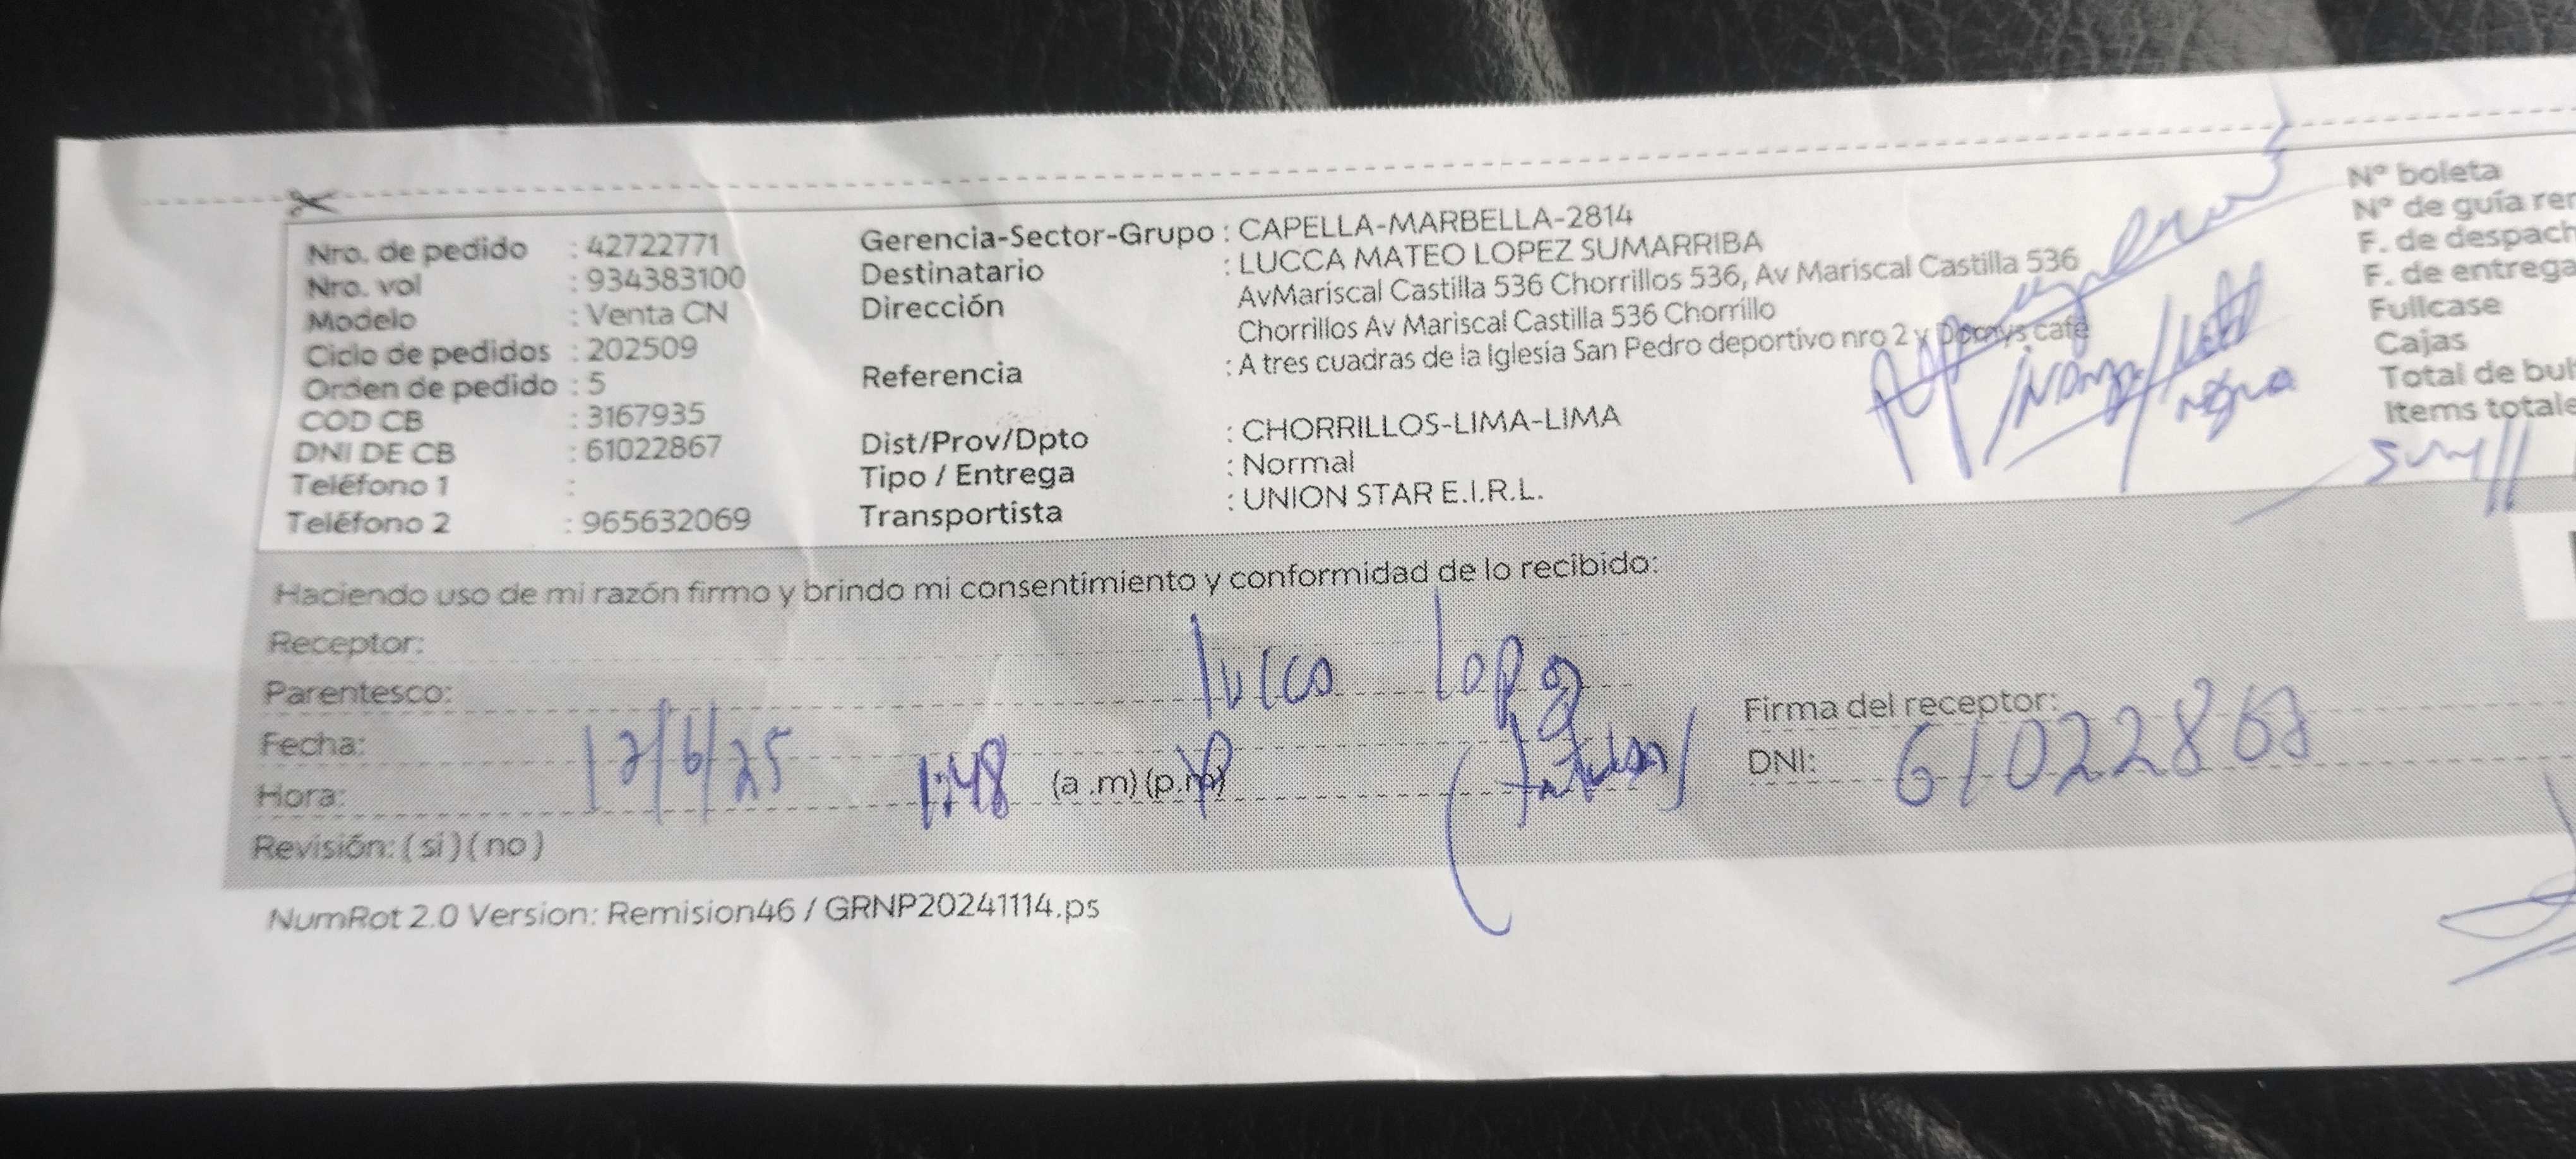 Nro. de pedido : 42722771
Nro. vol : 934383100
Modelo : Venta CN
Ciclo de pedidos : 202509
Orden de pedido : 5
COD CB : 3167935
DNI DE CB : 61022867
Teléfono 1 :
Teléfono 2 : 965632069
Gerencia-Sector-Grupo : CAPELLA-MARBELLA-2814
Destinatario : LUCCA MATEO LOPEZ SUMARRIBA
Dirección AvMariscal Castilla 536 Chorrillos 536, Av Mariscal Castilla 536
Chorrillos Av Mariscal Castilla 536 Chorrillo
Referencia : A tres cuadras de la Iglesia San Pedro deportivo nro 2 y café
Dist/Prov/Dpto : CHORRILLOS-LIMA-LIMA
Tipo / Entrega : Normal
Transportista : UNION STAR E.I.R.L.
negra
N° boleta
N° de guía rem
F. de despach
F. de entrega
Fullcase
Cajas
Total de bul
Items totale
Haciendo uso de mi razón firmo y brindo mi consentimiento y conformidad de lo recibido:
Receptor: lucca lopez
Parentesco:
Fecha: 12/6/25
Hora: 1:48 (a .m) (p.m)
Revisión: ( si ) ( no )
Firma del receptor:
DNI: 61022867
NumRot 2.0 Version: Remision46 / GRNP20241114.ps